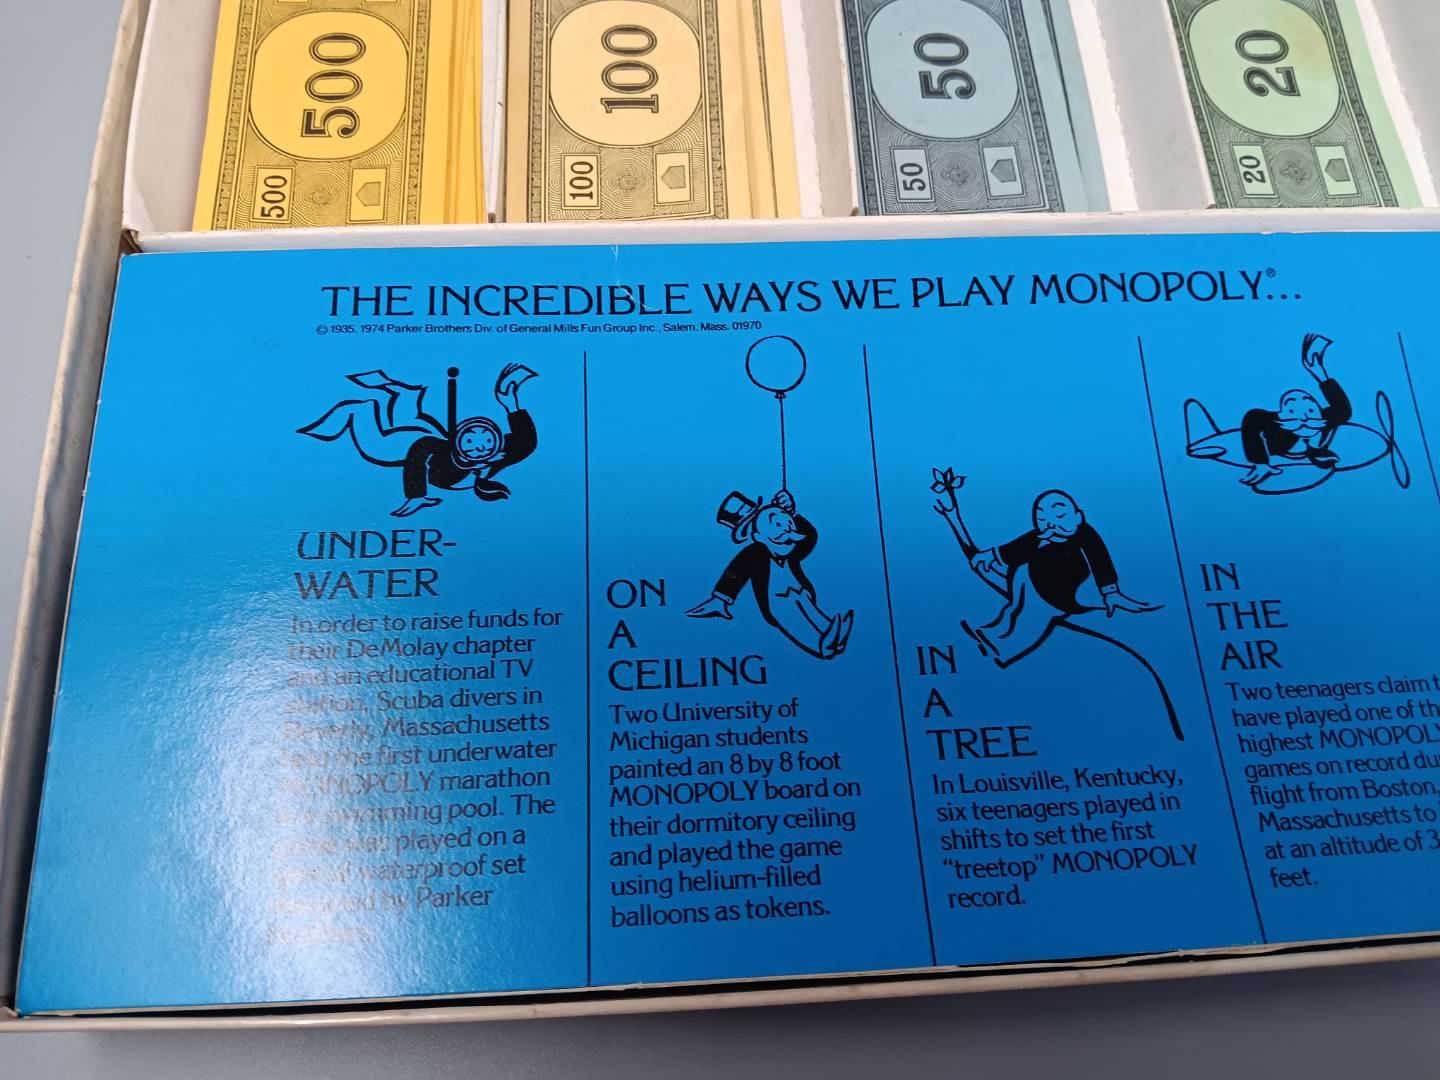 500
100
50
20
500
100
50
20
THE INCREDIBLE WAYS WE PLAY MONOPOLY®...
© 1935, 1974 Parker Brothers Div. of General Mills Fun Group Inc., Salem, Mass. 01970
UNDER-
WATER
In order to raise funds for
their DeMolay chapter
and an educational TV
station, Scuba divers in
Beverly, Massachusetts
held the first underwater
MONOPOLY marathon
swimming pool. The
game was played on a
special waterproof set
by Parker
ON
A
CEILING
Two University of
Michigan students
painted an 8 by 8 foot
MONOPOLY board on
their dormitory ceiling
and played the game
using helium-filled
balloons as tokens.
IN
A
TREE
In Louisville, Kentucky,
six teenagers played in
shifts to set the first
"treetop" MONOPOLY
record.
IN
THE
AIR
Two teenagers claim
have played one of
highest MONOPOLY
games on record
flight from Boston,
Massachusetts to
at an altitude of
feet.